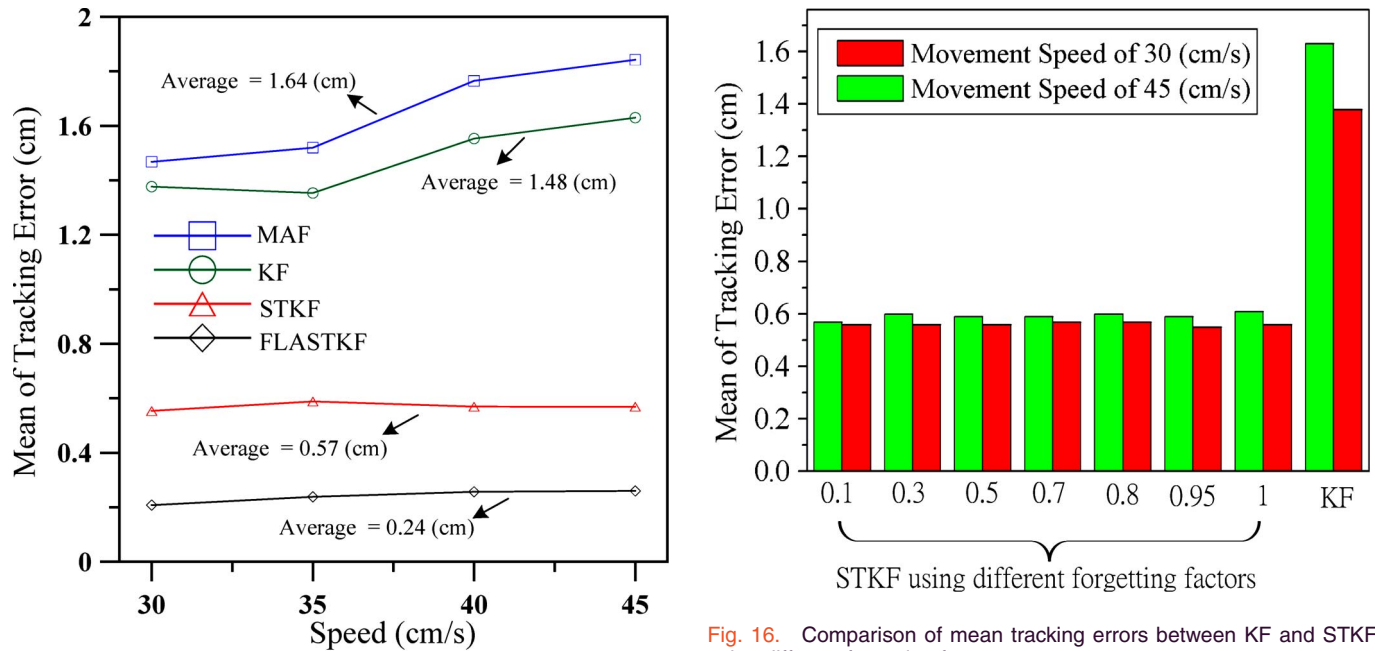 Mean of Tracking Error (cm)
2
1.6
1.2
0.8
0.4
0
Average = 1.64 (cm)
Average = 1.48 (cm)
MAF
KF
STKF
FLASTKF
Average = 0.57 (cm)
Average = 0.24 (cm)
30 35 40 45
Speed (cm/s)
Mean of Tracking Error (cm)
1.6
1.4
1.2
1.0
0.8
0.6
0.4
0.2
0.0
Movement Speed of 30 (cm/s)
Movement Speed of 45 (cm/s)
0.1 0.3 0.5 0.7 0.8 0.95 1 KF
STKF using different forgetting factors
Fig. 16. Comparison of mean tracking errors between KF and STKF